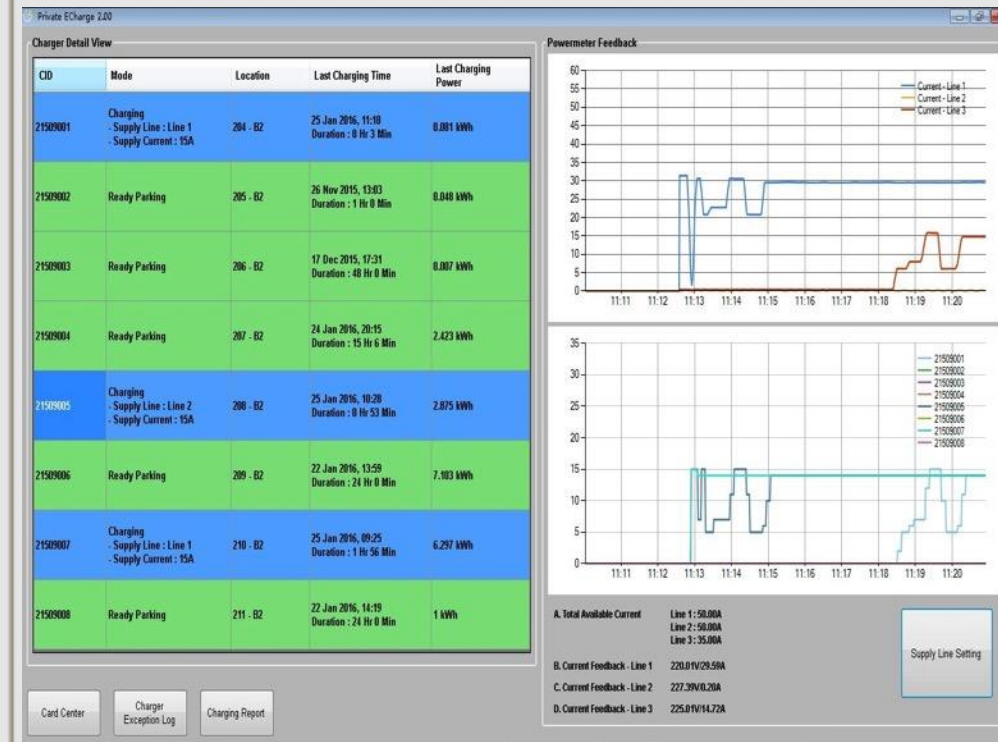 Private ECharge 2.00
Charger Detail View
CID Mode Location Last Charging Time Last Charging Power
21509001
Charging
- Supply Line : Line 1
- Supply Current : 15A
204 - B2
25 Jan 2016, 11:18
Duration : 0 Hr 3 Min
0.081 kWh
21509002
Ready Parking
205 - B2
26 Nov 2015, 13:03
Duration : 1 Hr 0 Min
0.048 kWh
21509003
Ready Parking
206 - B2
17 Dec 2015, 17:31
Duration : 48 Hr 0 Min
0.007 kWh
21509004
Ready Parking
207 - B2
24 Jan 2016, 20:15
Duration : 15 Hr 6 Min
2.423 kWh
21509005
Charging
- Supply Line : Line 2
- Supply Current : 15A
208 - B2
25 Jan 2016, 10:28
Duration : 0 Hr 53 Min
2.875 kWh
21509006
Ready Parking
209 - B2
22 Jan 2016, 13:59
Duration : 24 Hr 0 Min
7.103 kWh
21509007
Charging
- Supply Line : Line 1
- Supply Current : 15A
210 - B2
25 Jan 2016, 09:25
Duration : 1 Hr 56 Min
6.297 kWh
21509008
Ready Parking
211 - B2
22 Jan 2016, 14:19
Duration : 24 Hr 0 Min
1 kWh
Card Center
Charger
Exception Log
Charging Report
Powermeter Feedback
60
55
50
45
40
35
30
25
20
15
10
5
0
Current - Line 1
Current - Line 2
Current - Line 3
11:11 11:12 11:13 11:14 11:15 11:16 11:17 11:18 11:19 11:20
35
30
25
20
15
10
5
0
21509001
21509002
21509003
21509004
21509005
21509006
21509007
21509008
11:11 11:12 11:13 11:14 11:15 11:16 11:17 11:18 11:19 11:20
A. Total Available Current Line 1 : 50.00A
Line 2 : 50.00A
Line 3 : 35.00A
B. Current Feedback - Line 1 220.01V/29.59A
C. Current Feedback - Line 2 227.39V/0.20A
D. Current Feedback - Line 3 225.01V/14.72A
Supply Line Setting